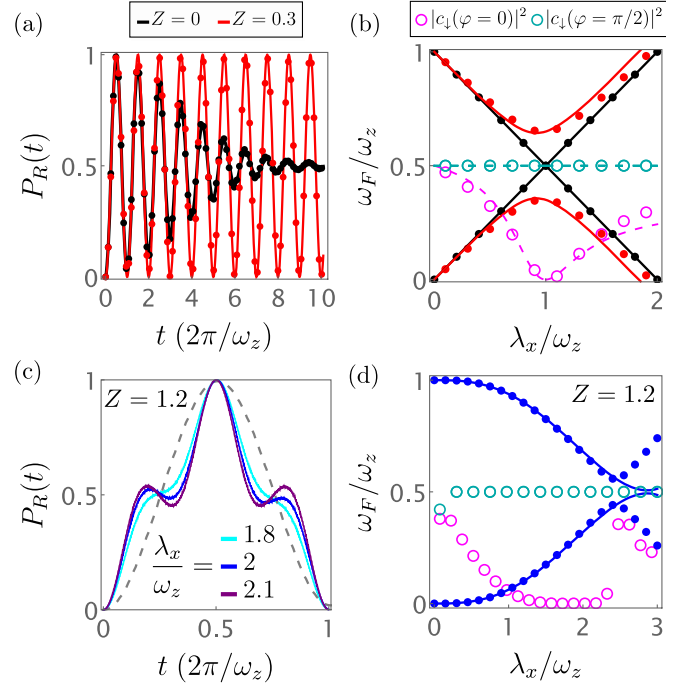 (a)
Z = 0 Z = 0.3
1
0.5
0
P_R(t)
0 2 4 6 8 10
t (2π/ω_z)
(b)
|c_↓(φ = 0)|² |c_↓(φ = π/2)|²
1
0.5
0
ω_F/ω_z
0 1 2
λ_x/ω_z
(c)
Z = 1.2
1
0.5
0
P_R(t)
λ_x/ω_z =
1.8
2
2.1
0 0.5 1
t (2π/ω_z)
(d)
Z = 1.2
1
0.5
0
ω_F/ω_z
0 1 2 3
λ_x/ω_z